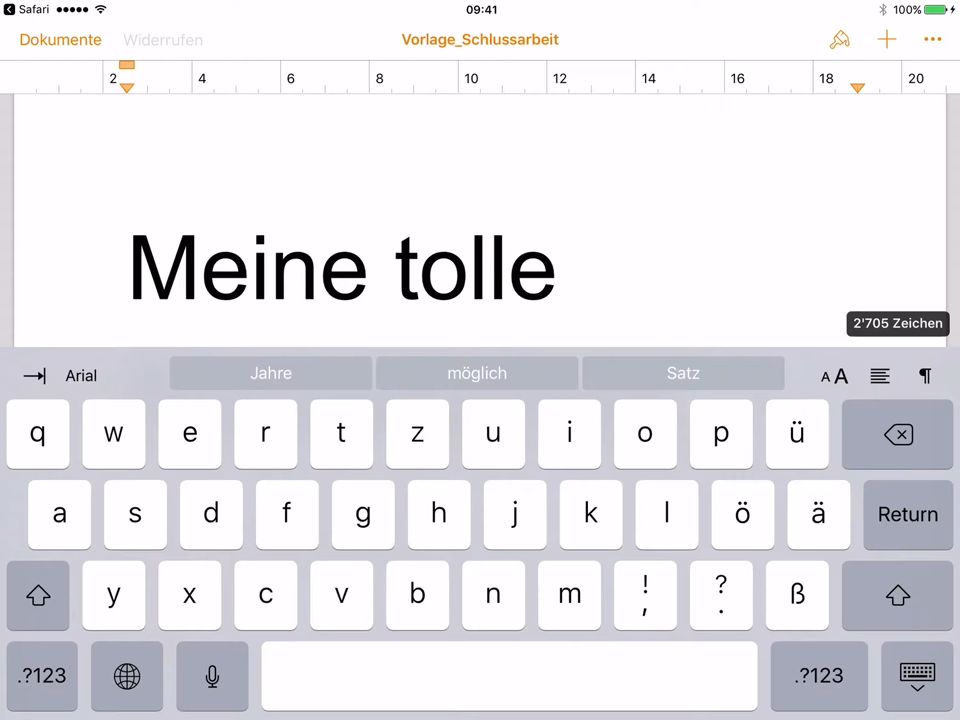 Safari 09:41 100%
Dokumente Widerrufen Vorlage_Schlussarbeit
2 4 6 8 10 12 14 16 18 20
Meine tolle
2'705 Zeichen
Arial Jahre möglich Satz A A ¶
q w e r t z u i o p ü
a s d f g h j k l ö ä Return
y x c v b n m ! , ? . ß
.?123 .?123